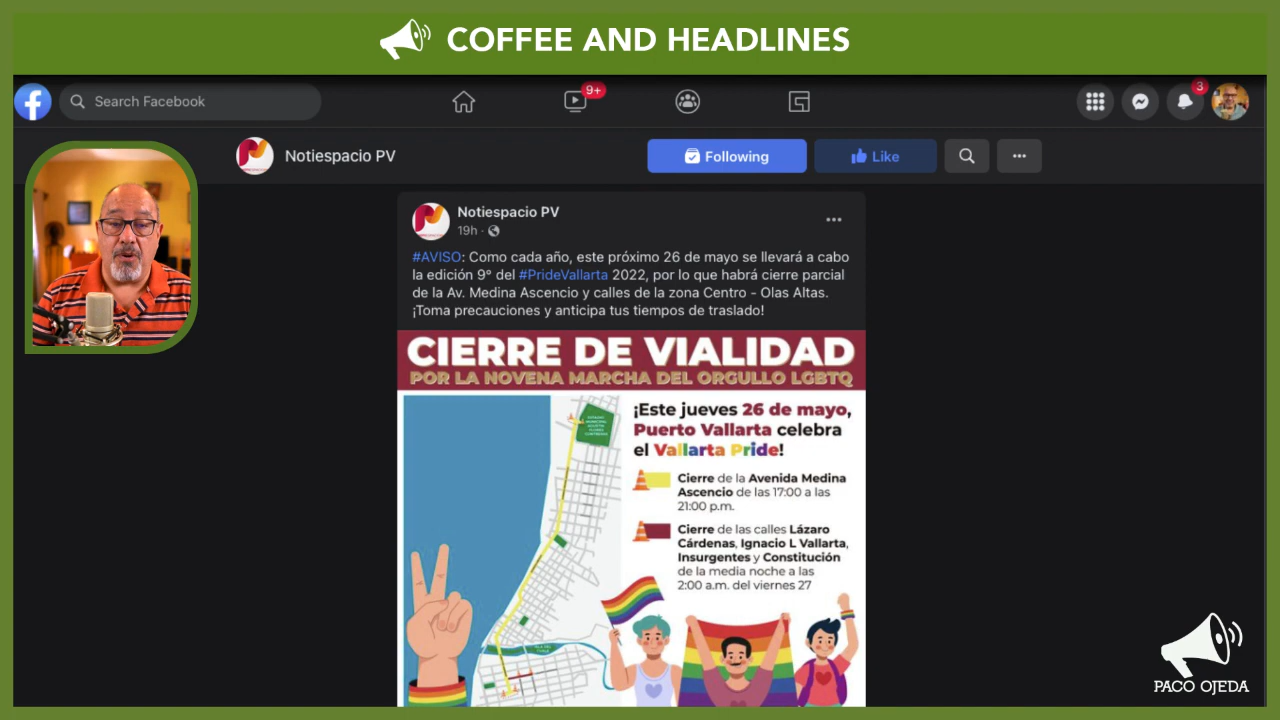 COFFEE AND HEADLINES
Search Facebook
9+
3
Notiespacio PV
Following
Like
Notiespacio PV
19h ·
#AVISO: Como cada año, este próximo 26 de mayo se llevará a cabo
la edición 9° del #PrideVallarta 2022, por lo que habrá cierre parcial
de la Av. Medina Ascencio y calles de la zona Centro - Olas Altas.
¡Toma precauciones y anticipa tus tiempos de traslado!
CIERRE DE VIALIDAD
POR LA NOVENA MARCHA DEL ORGULLO LGBTQ
¡Este jueves 26 de mayo,
Puerto Vallarta celebra
el Vallarta Pride!
Cierre de la Avenida Medina
Ascencio de las 17:00 a las
21:00 p.m.
Cierre de las calles Lázaro
Cárdenas, Ignacio L Vallarta,
Insurgentes y Constitución
de la media noche a las
2:00 a.m. del viernes 27
PACO OJEDA